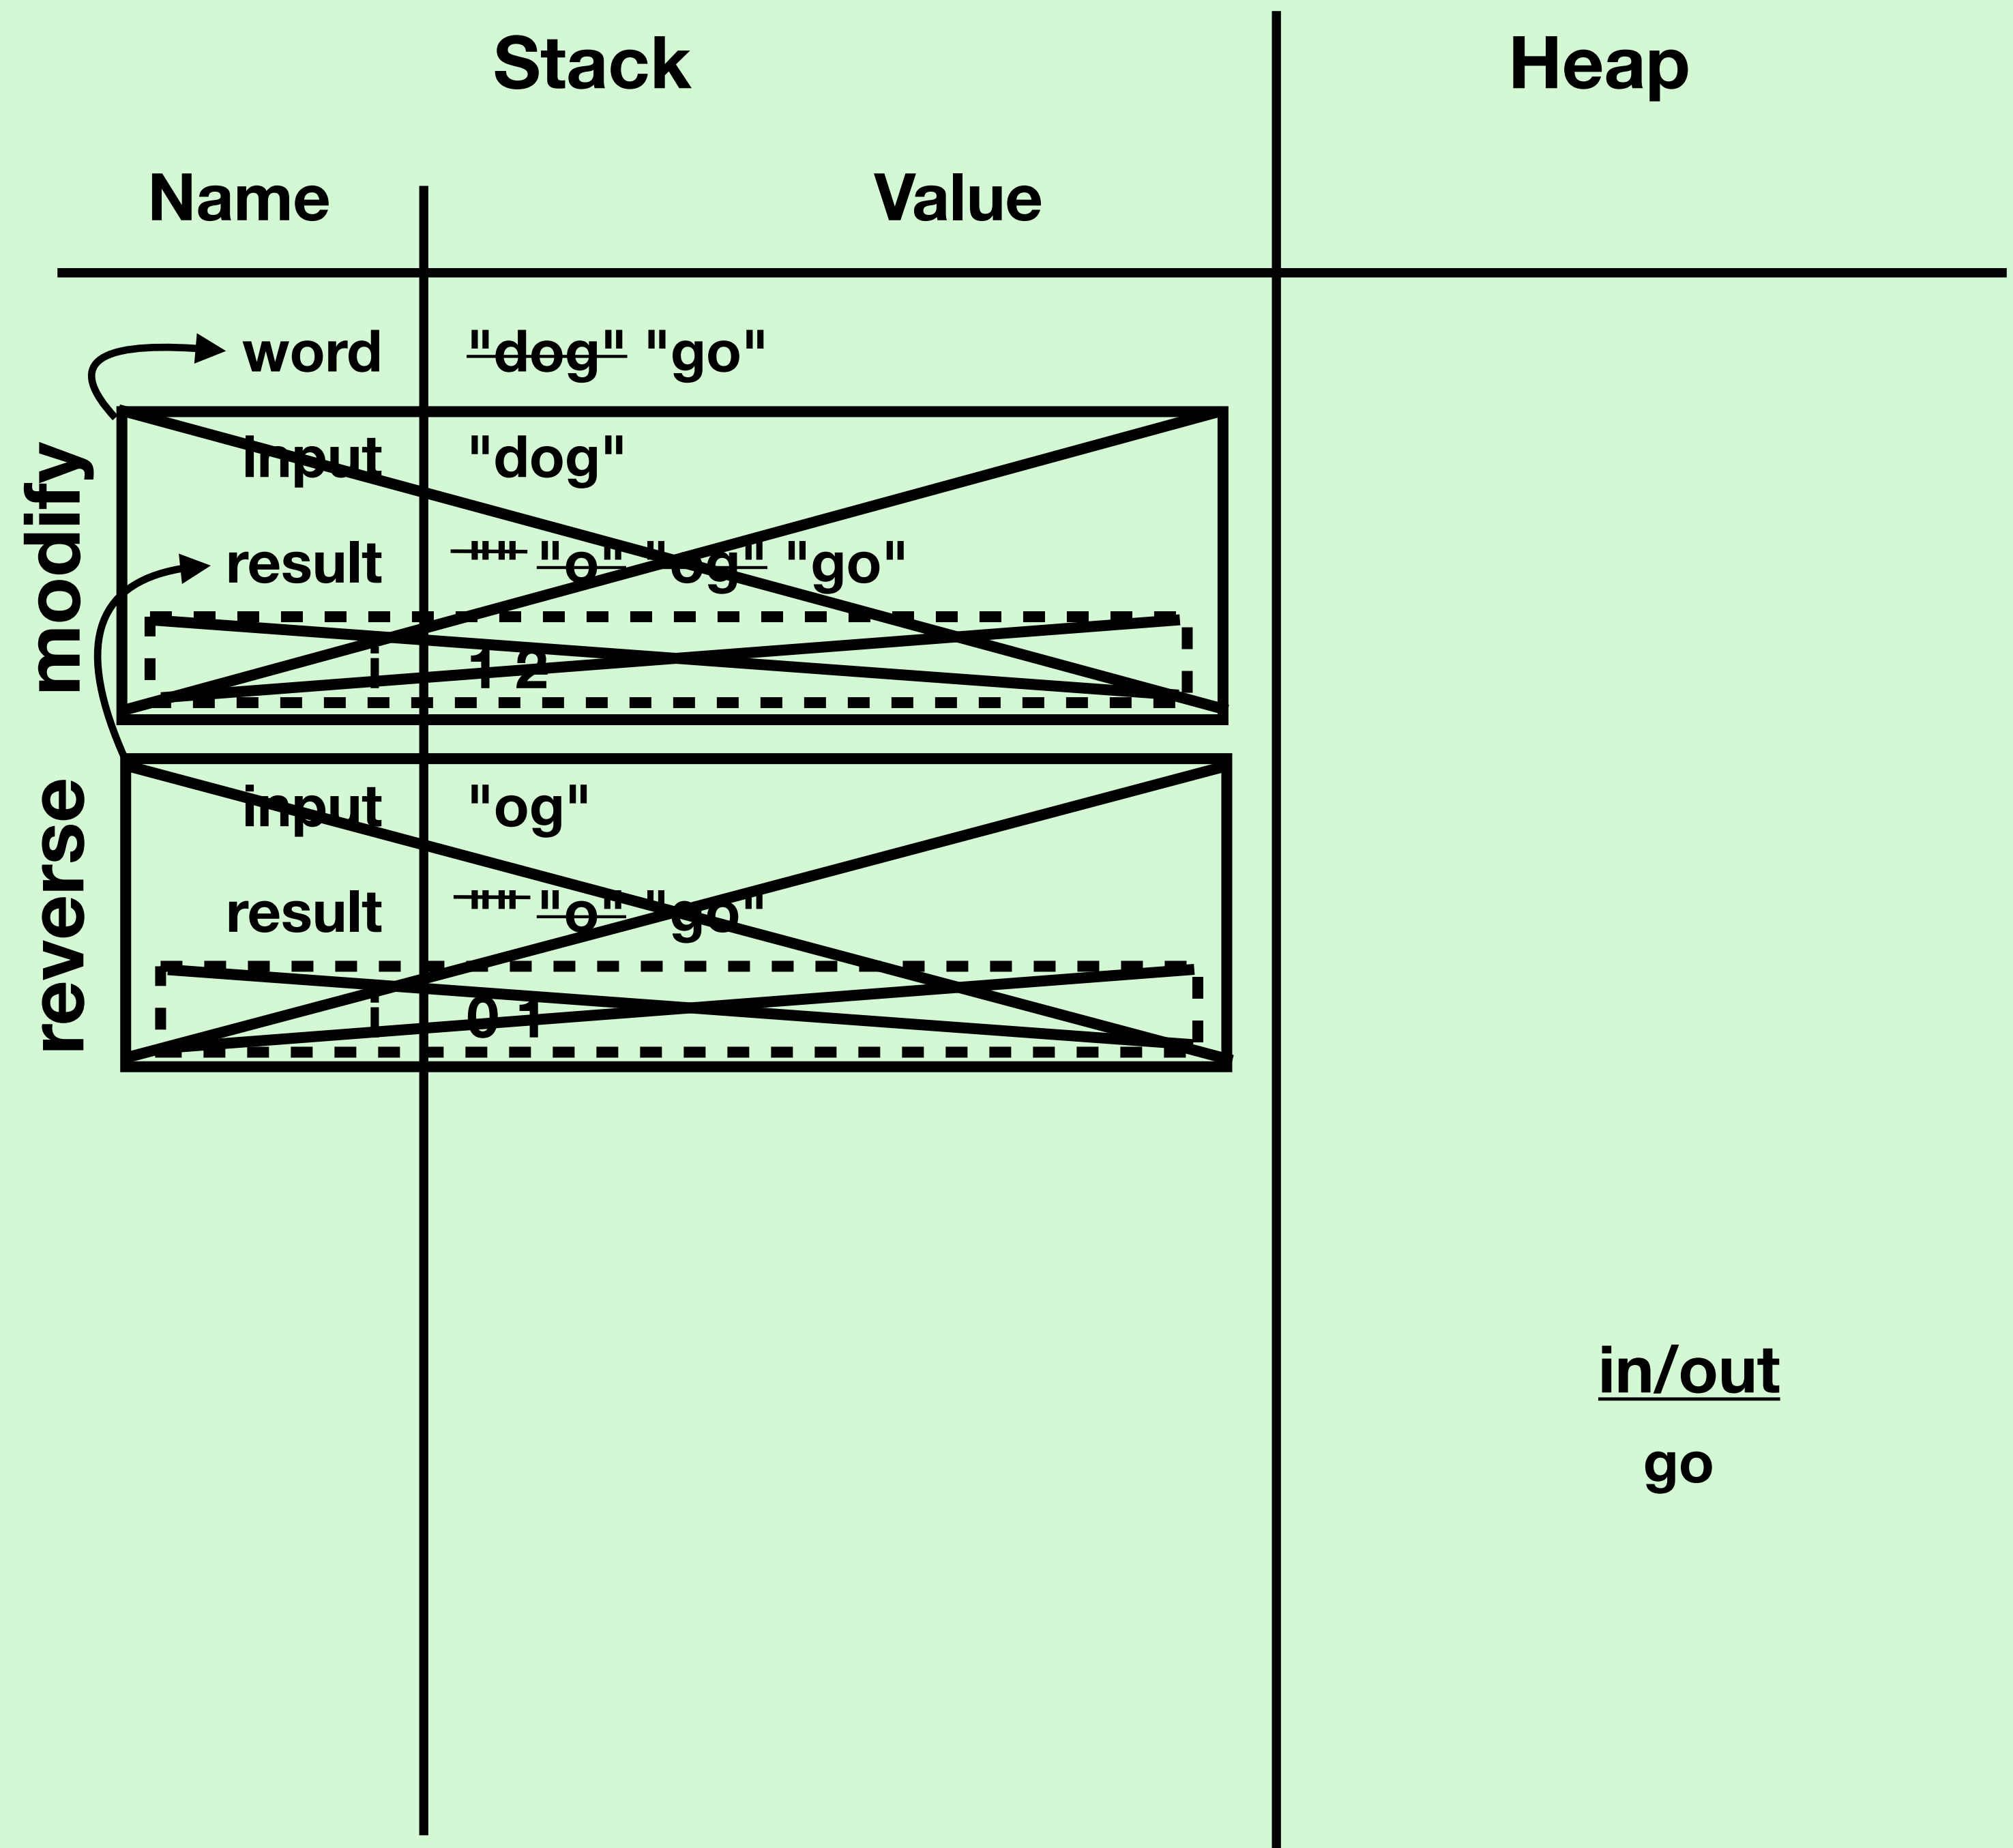 Stack
Heap
Name
Value
word "dog" "go"
modify
input "dog"
result "" "o" "og" "go"
i 1 2
reverse
input "og"
result "" "o" "go"
i 0 1
in/out
go